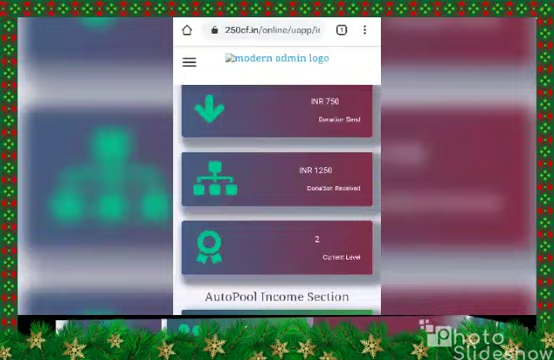 250cf.in/online/uapp/i
1
modern admin logo
INR 750
Donation Send
INR 1250
Donation Received
2
Current Level
AutoPool Income Section
Photo
Slideshow